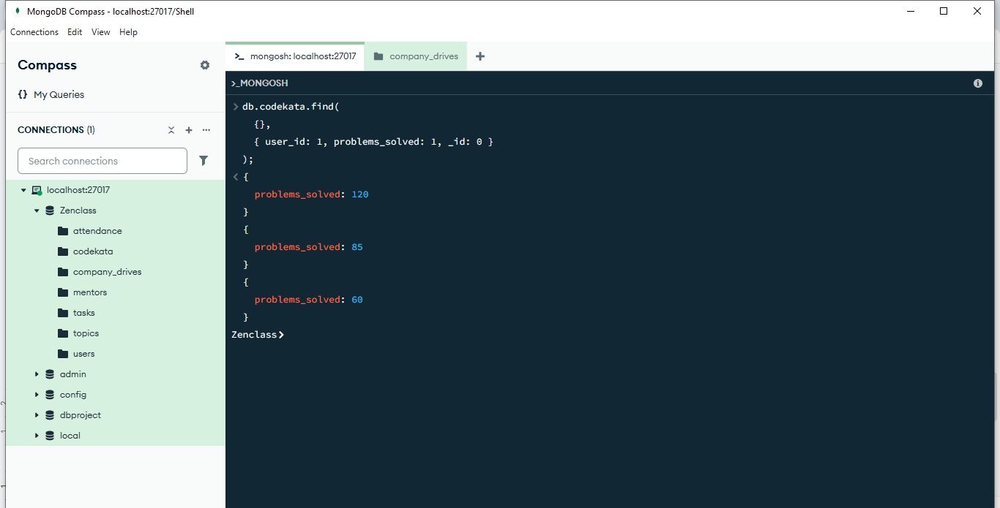 MongoDB Compass - localhost:27017/Shell
Connections Edit View Help
Compass
{} My Queries
CONNECTIONS (1)
Search connections
localhost:27017
Zenclass
attendance
codekata
company_drives
mentors
tasks
topics
users
admin
config
dbproject
local
>_ mongosh: localhost:27017
company_drives
>_MONGOSH
> db.codekata.find(
{},
{ user_id: 1, problems_solved: 1, _id: 0 }
);
< {
problems_solved: 120
}
{
problems_solved: 85
}
{
problems_solved: 60
}
Zenclass>